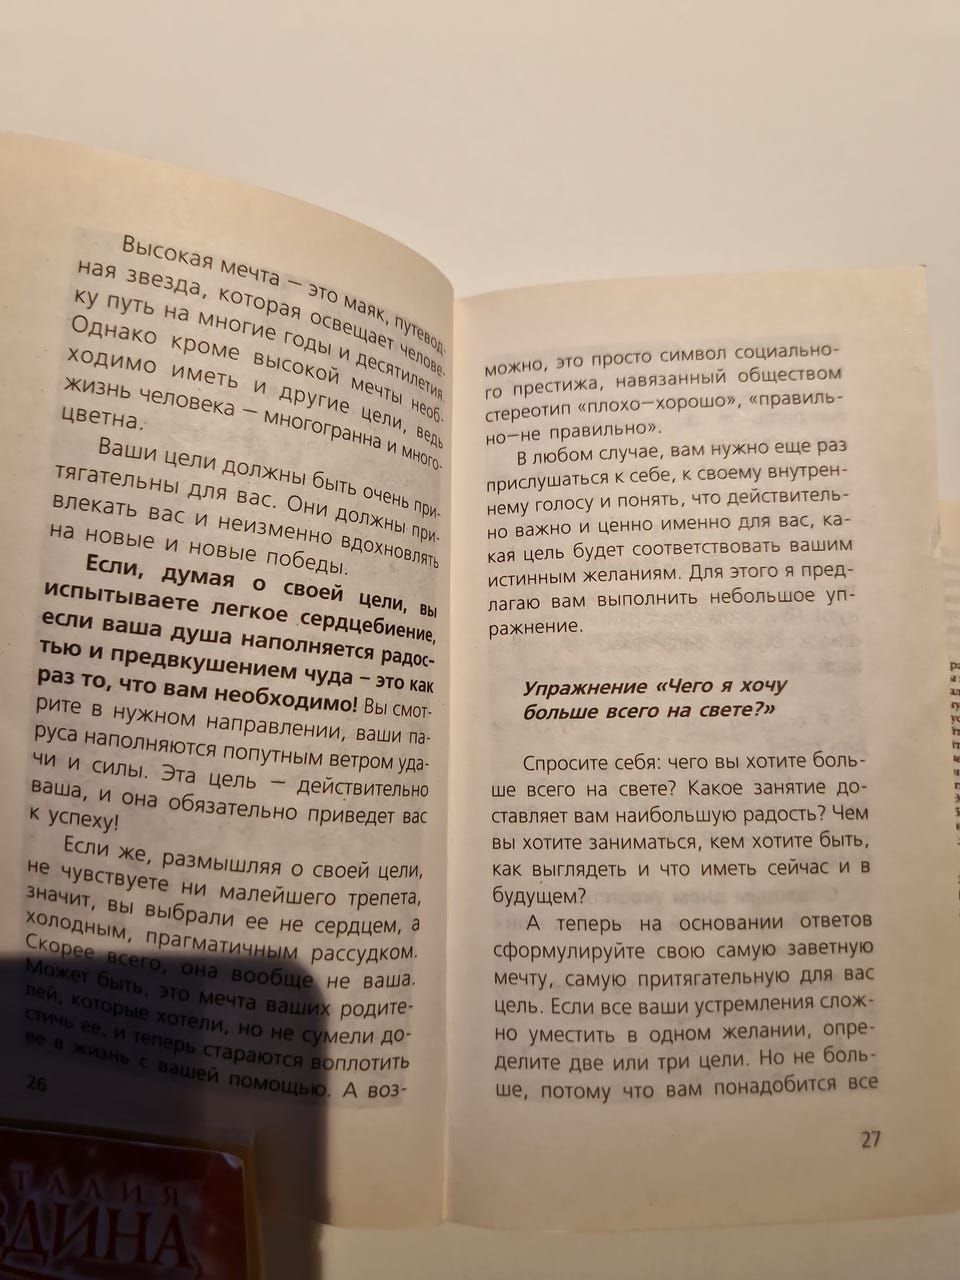 Высокая мечта — это маяк, путевод-
ная звезда, которая освещает челове-
ку путь на многие годы и десятилетия.
Однако кроме высокой мечты необ-
ходимо иметь и другие цели, ведь
жизнь человека — многогранна и много-
цветна.
Ваши цели должны быть очень при-
тягательны для вас. Они должны при-
влекать вас и неизменно вдохновлять
на новые и новые победы.
Если, думая о своей цели, вы
испытываете легкое сердцебиение,
если ваша душа наполняется радос-
тью и предвкушением чуда — это как
раз то, что вам необходимо! Вы смот-
рите в нужном направлении, ваши па-
руса наполняются попутным ветром уда-
чи и силы. Эта цель — действительно
ваша, и она обязательно приведет вас
к успеху!
Если же, размышляя о своей цели,
не чувствуете ни малейшего трепета,
значит, вы выбрали ее не сердцем, а
холодным, прагматичным рассудком.
Скорее всего, она вообще не ваша.
Может быть, это мечта ваших родите-
лей, которые хотели, но не сумели до-
стичь ее, и теперь стараются воплотить
ее в жизнь с вашей помощью. А воз-
26
можно, это просто символ социально-
го престижа, навязанный обществом
стереотип «плохо—хорошо», «правиль-
но—не правильно».
В любом случае, вам нужно еще раз
прислушаться к себе, к своему внутрен-
нему голосу и понять, что действитель-
но важно и ценно именно для вас, ка-
кая цель будет соответствовать вашим
истинным желаниям. Для этого я пред-
лагаю вам выполнить небольшое уп-
ражнение.
Упражнение «Чего я хочу
больше всего на свете?»
Спросите себя: чего вы хотите боль-
ше всего на свете? Какое занятие до-
ставляет вам наибольшую радость? Чем
вы хотите заниматься, кем хотите быть,
как выглядеть и что иметь сейчас и в
будущем?
А теперь на основании ответов
сформулируйте свою самую заветную
мечту, самую притягательную для вас
цель. Если все ваши устремления слож-
но уместить в одном желании, опре-
делите две или три цели. Но не боль-
ше, потому что вам понадобится все
27
ТАЛИЯ
ВДИНА